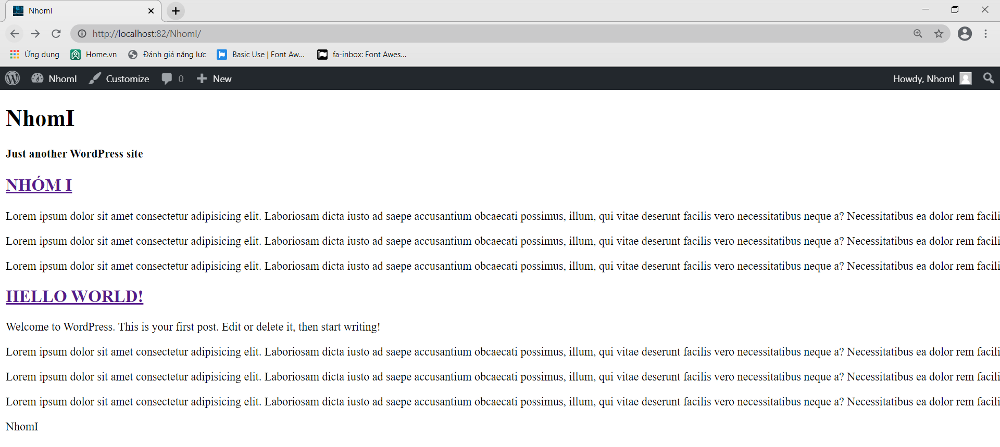 NhomI
http://localhost:82/NhomI/
Ứng dụng Home.vn Đánh giá năng lực Basic Use | Font Aw... fa-inbox: Font Awes...
NhomI Customize 0 New Howdy, NhomI
NhomI
Just another WordPress site
NHÓM I
Lorem ipsum dolor sit amet consectetur adipisicing elit. Laboriosam dicta iusto ad saepe accusantium obcaecati possimus, illum, qui vitae deserunt facilis vero necessitatibus neque a? Necessitatibus ea dolor rem facili
Lorem ipsum dolor sit amet consectetur adipisicing elit. Laboriosam dicta iusto ad saepe accusantium obcaecati possimus, illum, qui vitae deserunt facilis vero necessitatibus neque a? Necessitatibus ea dolor rem facili
Lorem ipsum dolor sit amet consectetur adipisicing elit. Laboriosam dicta iusto ad saepe accusantium obcaecati possimus, illum, qui vitae deserunt facilis vero necessitatibus neque a? Necessitatibus ea dolor rem facili
HELLO WORLD!
Welcome to WordPress. This is your first post. Edit or delete it, then start writing!
Lorem ipsum dolor sit amet consectetur adipisicing elit. Laboriosam dicta iusto ad saepe accusantium obcaecati possimus, illum, qui vitae deserunt facilis vero necessitatibus neque a? Necessitatibus ea dolor rem facili
Lorem ipsum dolor sit amet consectetur adipisicing elit. Laboriosam dicta iusto ad saepe accusantium obcaecati possimus, illum, qui vitae deserunt facilis vero necessitatibus neque a? Necessitatibus ea dolor rem facili
Lorem ipsum dolor sit amet consectetur adipisicing elit. Laboriosam dicta iusto ad saepe accusantium obcaecati possimus, illum, qui vitae deserunt facilis vero necessitatibus neque a? Necessitatibus ea dolor rem facili
NhomI